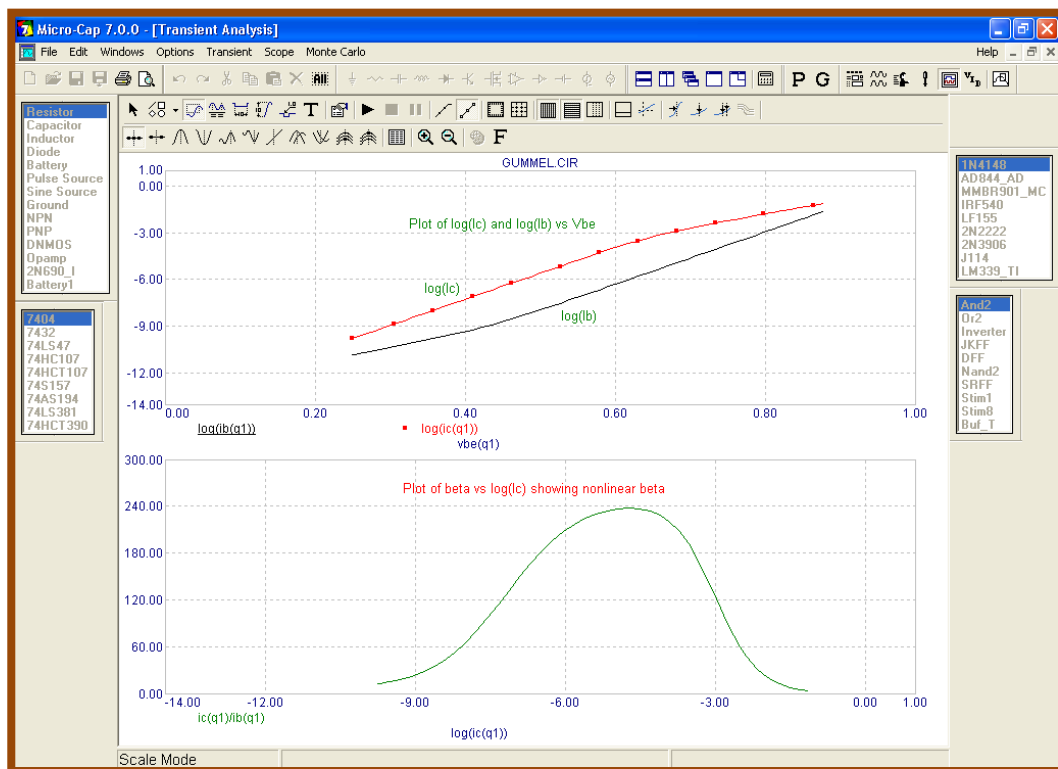 Micro-Cap 7.0.0 - [Transient Analysis]
File Edit Windows Options Transient Scope Monte Carlo Help
P G
T
F
Resistor
Capacitor
Inductor
Diode
Battery
Pulse Source
Sine Source
Ground
NPN
PNP
DNMOS
Opamp
2N690_I
Battery1
7404
7432
74LS47
74HC107
74HCT107
74S157
74AS194
74LS381
74HCT390
GUMMEL.CIR
1.00
0.00
-3.00
-6.00
-9.00
-12.00
-14.00
Plot of log(Ic) and log(Ib) vs Vbe
log(Ic)
log(Ib)
0.00 0.20 0.40 0.60 0.80 1.00
log(ib(q1)) log(ic(q1))
vbe(q1)
300.00
240.00
180.00
120.00
60.00
0.00
Plot of beta vs log(Ic) showing nonlinear beta
-14.00 -12.00 -9.00 -6.00 -3.00 0.00 1.00
ic(q1)/ib(q1)
log(ic(q1))
1N4148
AD844_AD
MMBR901_MC
IRF540
LF155
2N2222
2N3906
J114
LM339_TI
And2
Or2
Inverter
JKFF
DFF
Nand2
SRFF
Stim1
Stim8
Buf_T
Scale Mode